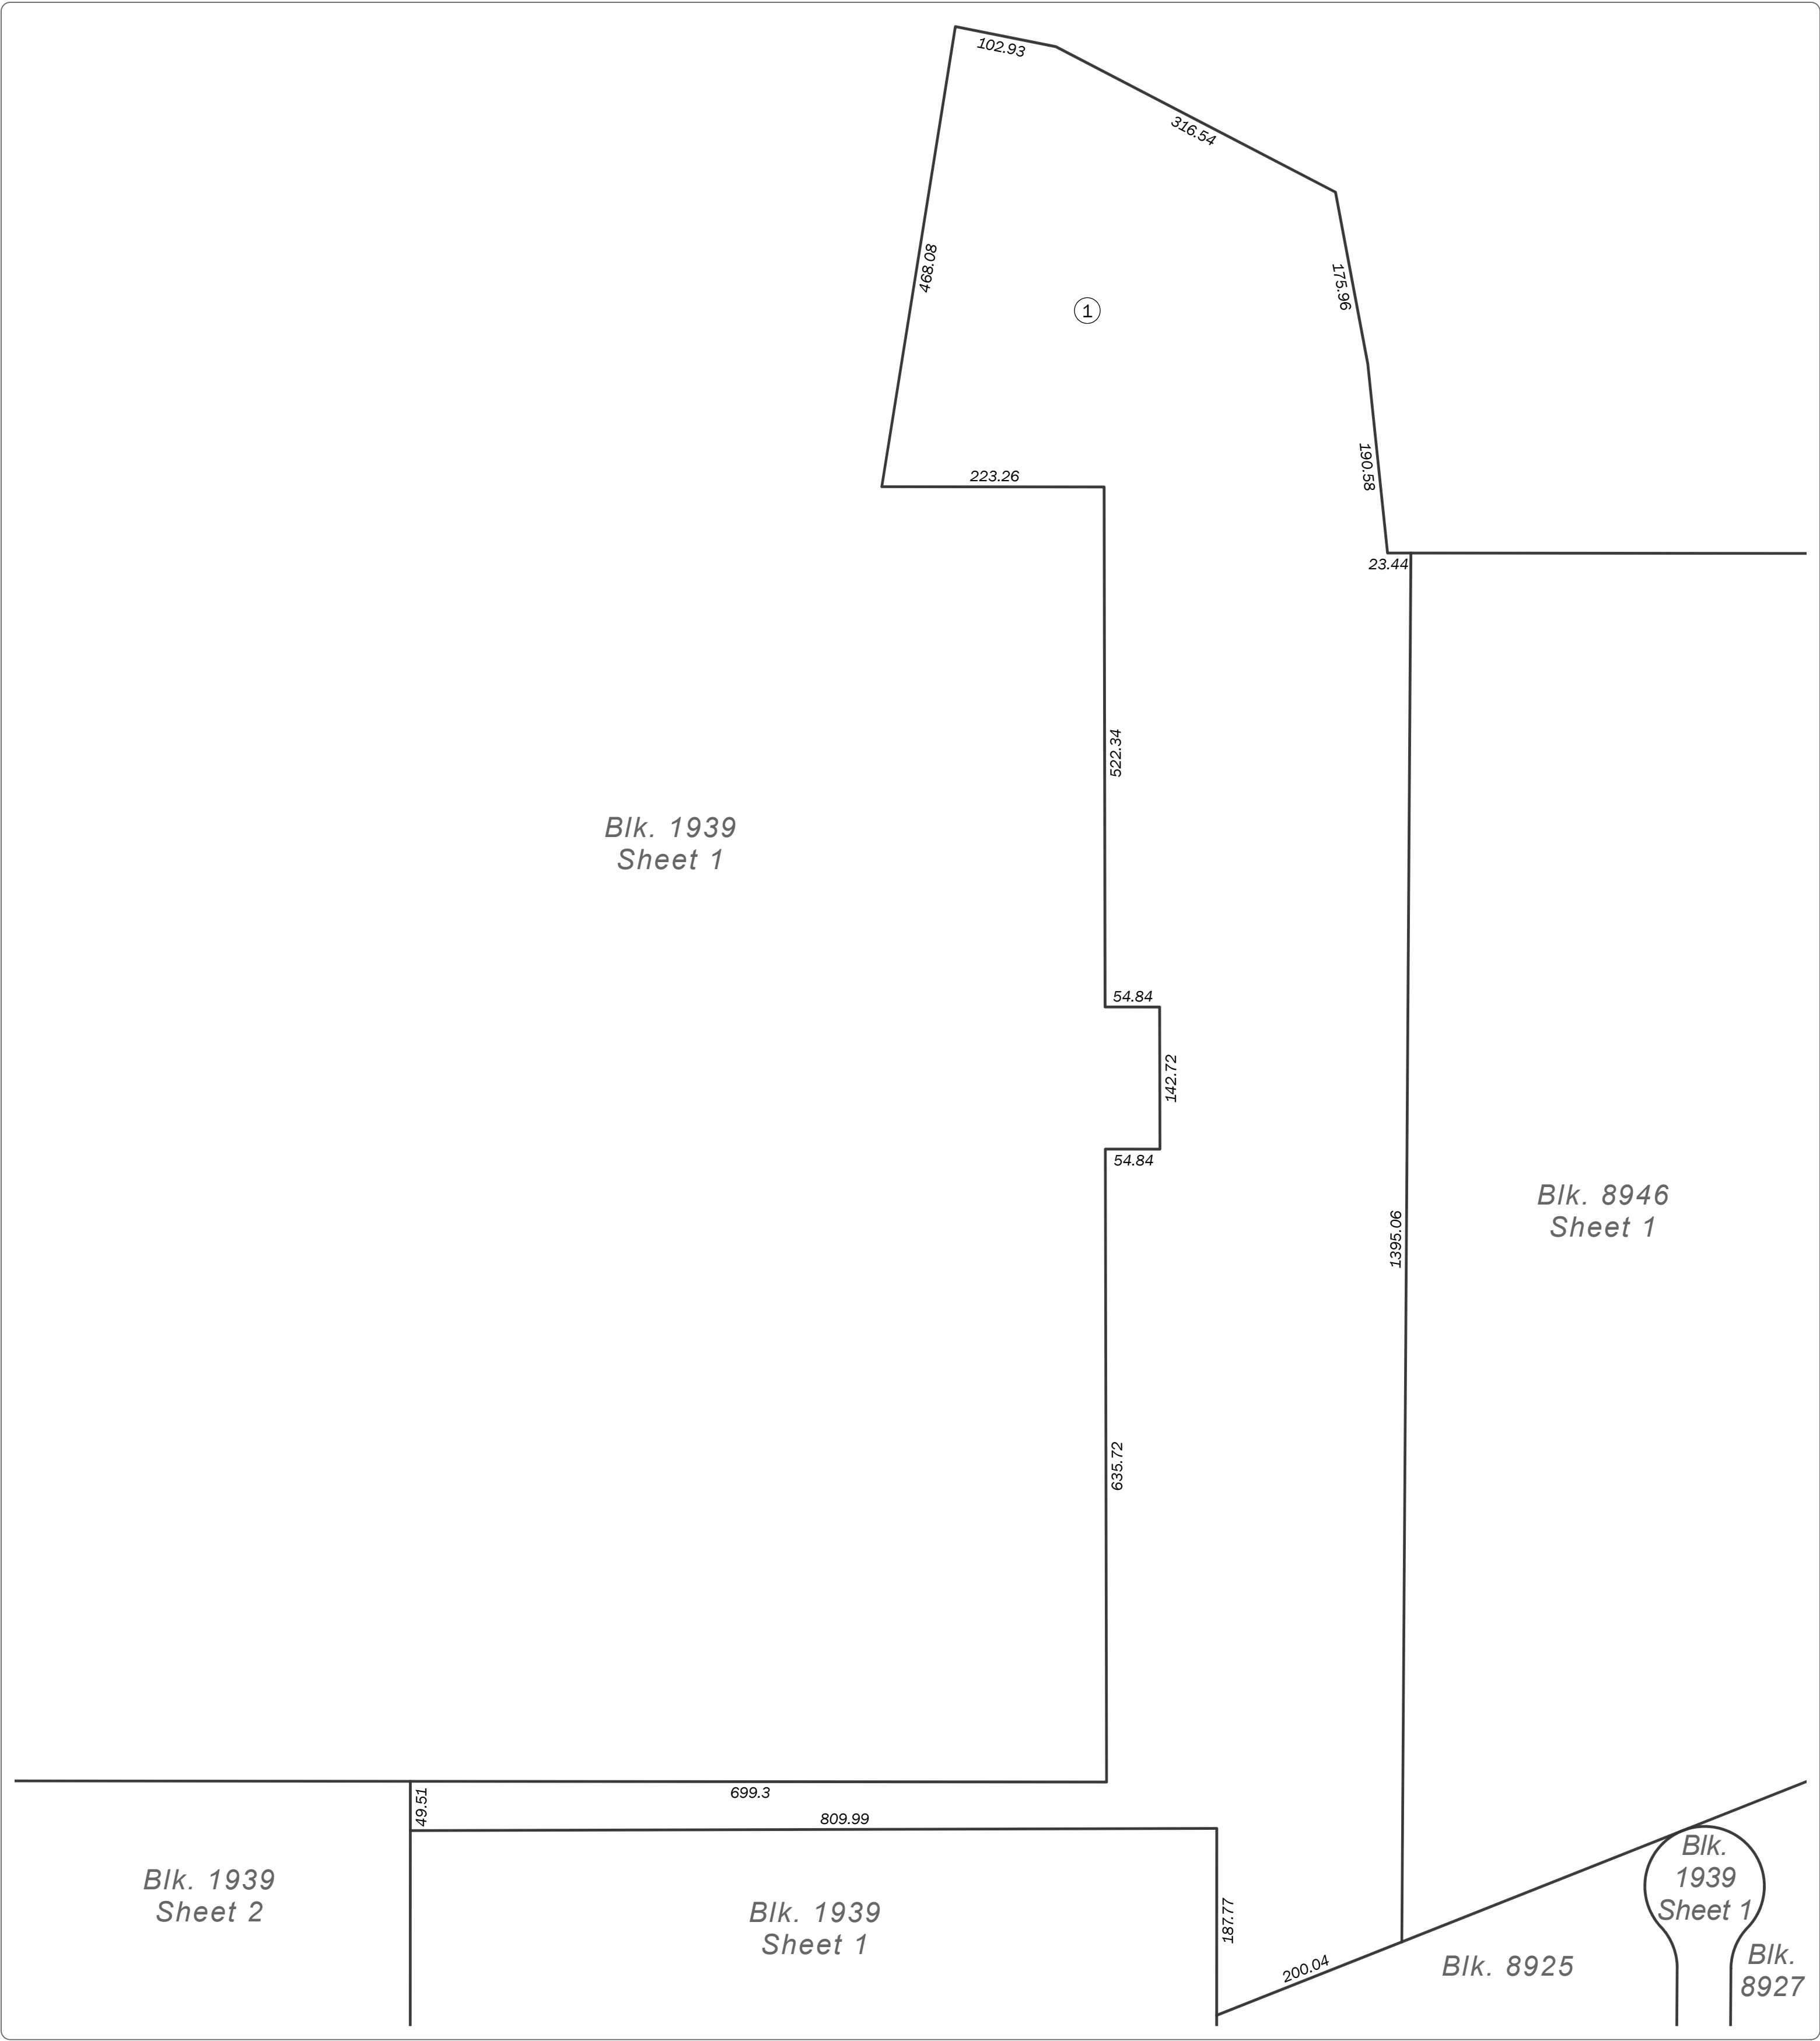 102.93
316.54
468.08
175.96
1
190.58
223.26
23.44
522.34
Blk. 1939
Sheet 1
54.84
142.72
54.84
Blk. 8946
Sheet 1
1395.06
635.72
699.3
49.51
809.99
Blk. 1939
Sheet 2
Blk. 1939
Sheet 1
187.77
200.04
Blk. 8925
Blk.
1939
Sheet 1
Blk.
8927